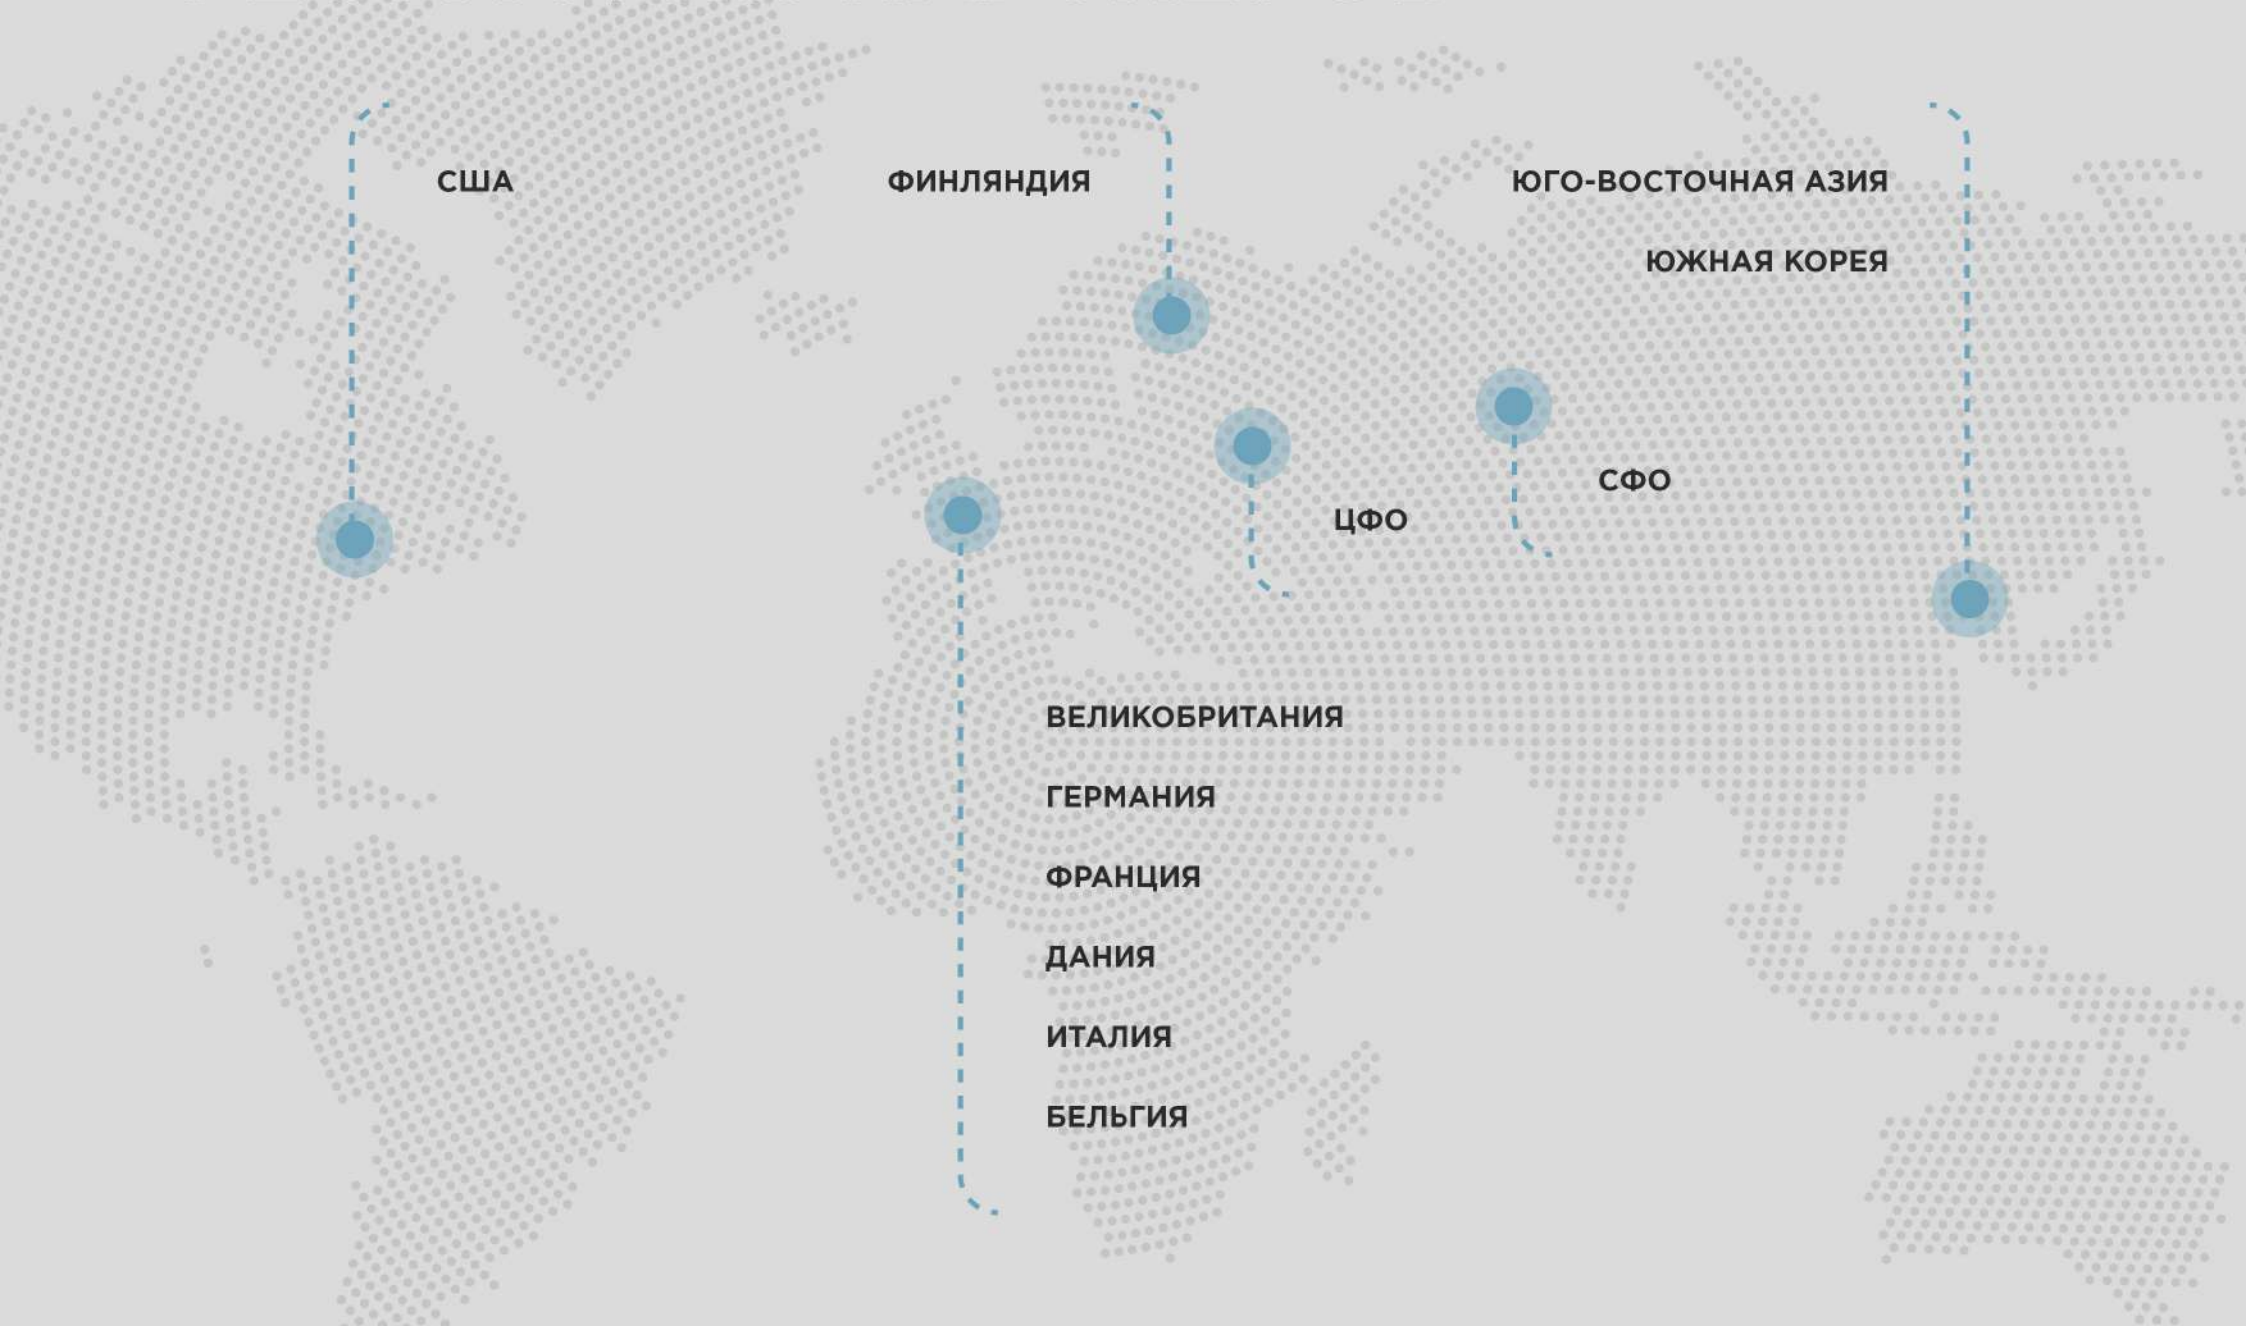 США
ФИНЛЯНДИЯ
ЮГО-ВОСТОЧНАЯ АЗИЯ
ЮЖНАЯ КОРЕЯ
СФО
ЦФО
ВЕЛИКОБРИТАНИЯ
ГЕРМАНИЯ
ФРАНЦИЯ
ДАНИЯ
ИТАЛИЯ
БЕЛЬГИЯ